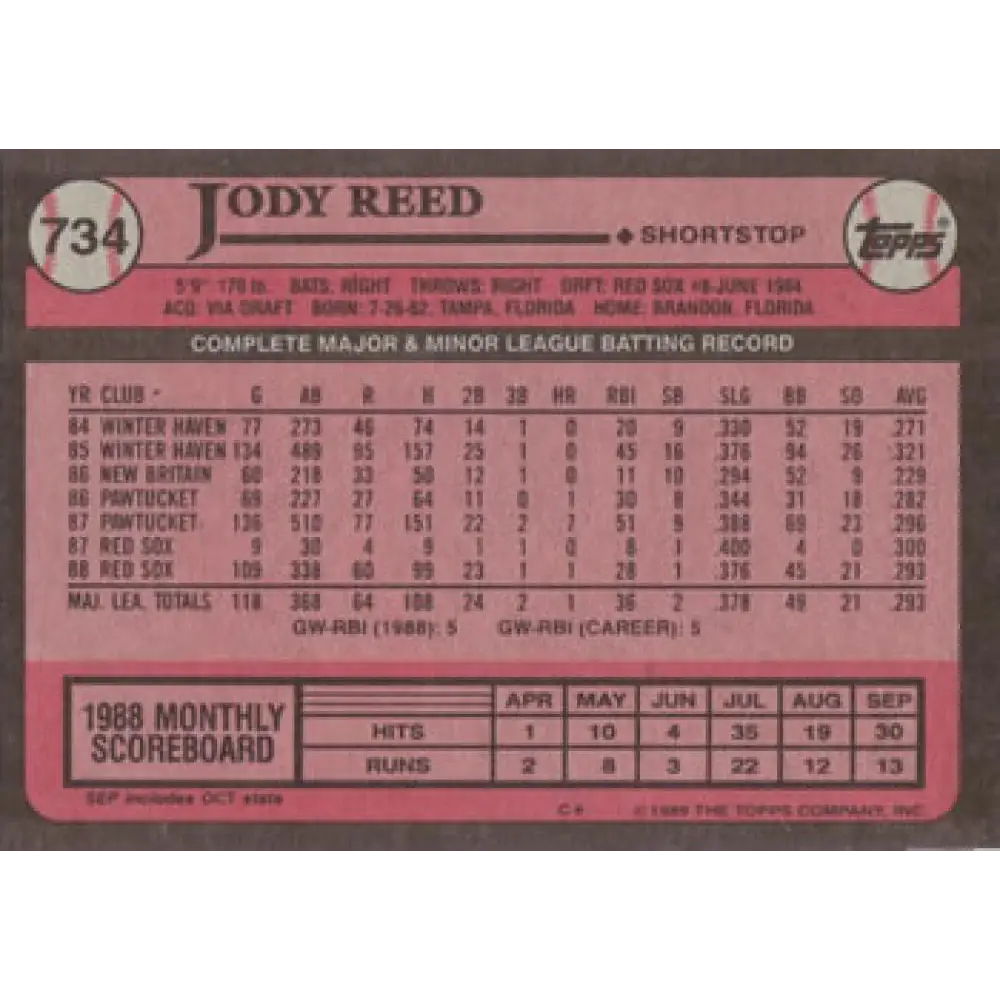 734
JODY REED
◆ SHORTSTOP
TOPPS®
5'9" 170 lb. BATS: RIGHT THROWS: RIGHT DRFT: RED SOX #8-JUNE 1984
ACQ: VIA DRAFT BORN: 7-26-62, TAMPA, FLORIDA HOME: BRANDON, FLORIDA
COMPLETE MAJOR & MINOR LEAGUE BATTING RECORD
YR CLUB G AB R H 2B 3B HR RBI SB SLG BB SO AVG
84 WINTER HAVEN 77 273 46 74 14 1 0 20 9 .330 52 19 .271
85 WINTER HAVEN 134 489 95 157 25 1 0 45 16 .376 94 26 .321
86 NEW BRITAIN 60 218 33 50 12 1 0 11 10 .294 52 9 .229
86 PAWTUCKET 69 227 27 64 11 0 1 30 8 .344 31 18 .282
87 PAWTUCKET 136 510 77 151 22 2 7 51 9 .388 69 23 .296
87 RED SOX 9 30 4 9 1 1 0 8 1 .400 4 0 .300
88 RED SOX 109 338 60 99 23 1 1 28 1 .376 45 21 .293
MAJ. LEA. TOTALS 118 368 64 108 24 2 1 36 2 .378 49 21 .293
GW-RBI (1988): 5 GW-RBI (CAREER): 5
1988 MONTHLY
SCOREBOARD
APR MAY JUN JUL AUG SEP
HITS 1 10 4 35 19 30
RUNS 2 8 3 22 12 13
SEP includes OCT stats
C* © 1989 THE TOPPS COMPANY, INC.